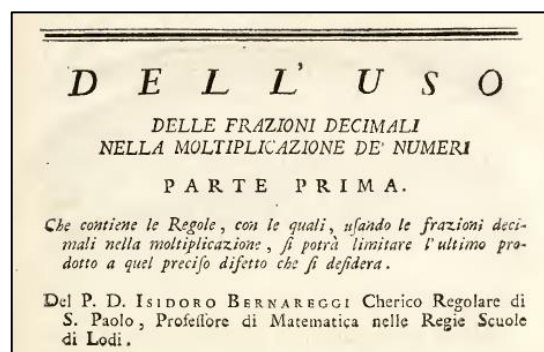 DELL' USO
DELLE FRAZIONI DECIMALI
NELLA MOLTIPLICAZIONE DE' NUMERI
PARTE PRIMA.
Che contiene le Regole, con le quali, uſando le frazioni deci-
mali nella moltiplicazione, ſi potrà limitare l'ultimo pro-
dotto a quel preciſo difetto che ſi deſidera.
Del P. D. ISIDORO BERNAREGGI Cherico Regolare di
S. Paolo, Profeſſore di Matematica nelle Regie Scuole
di Lodi.